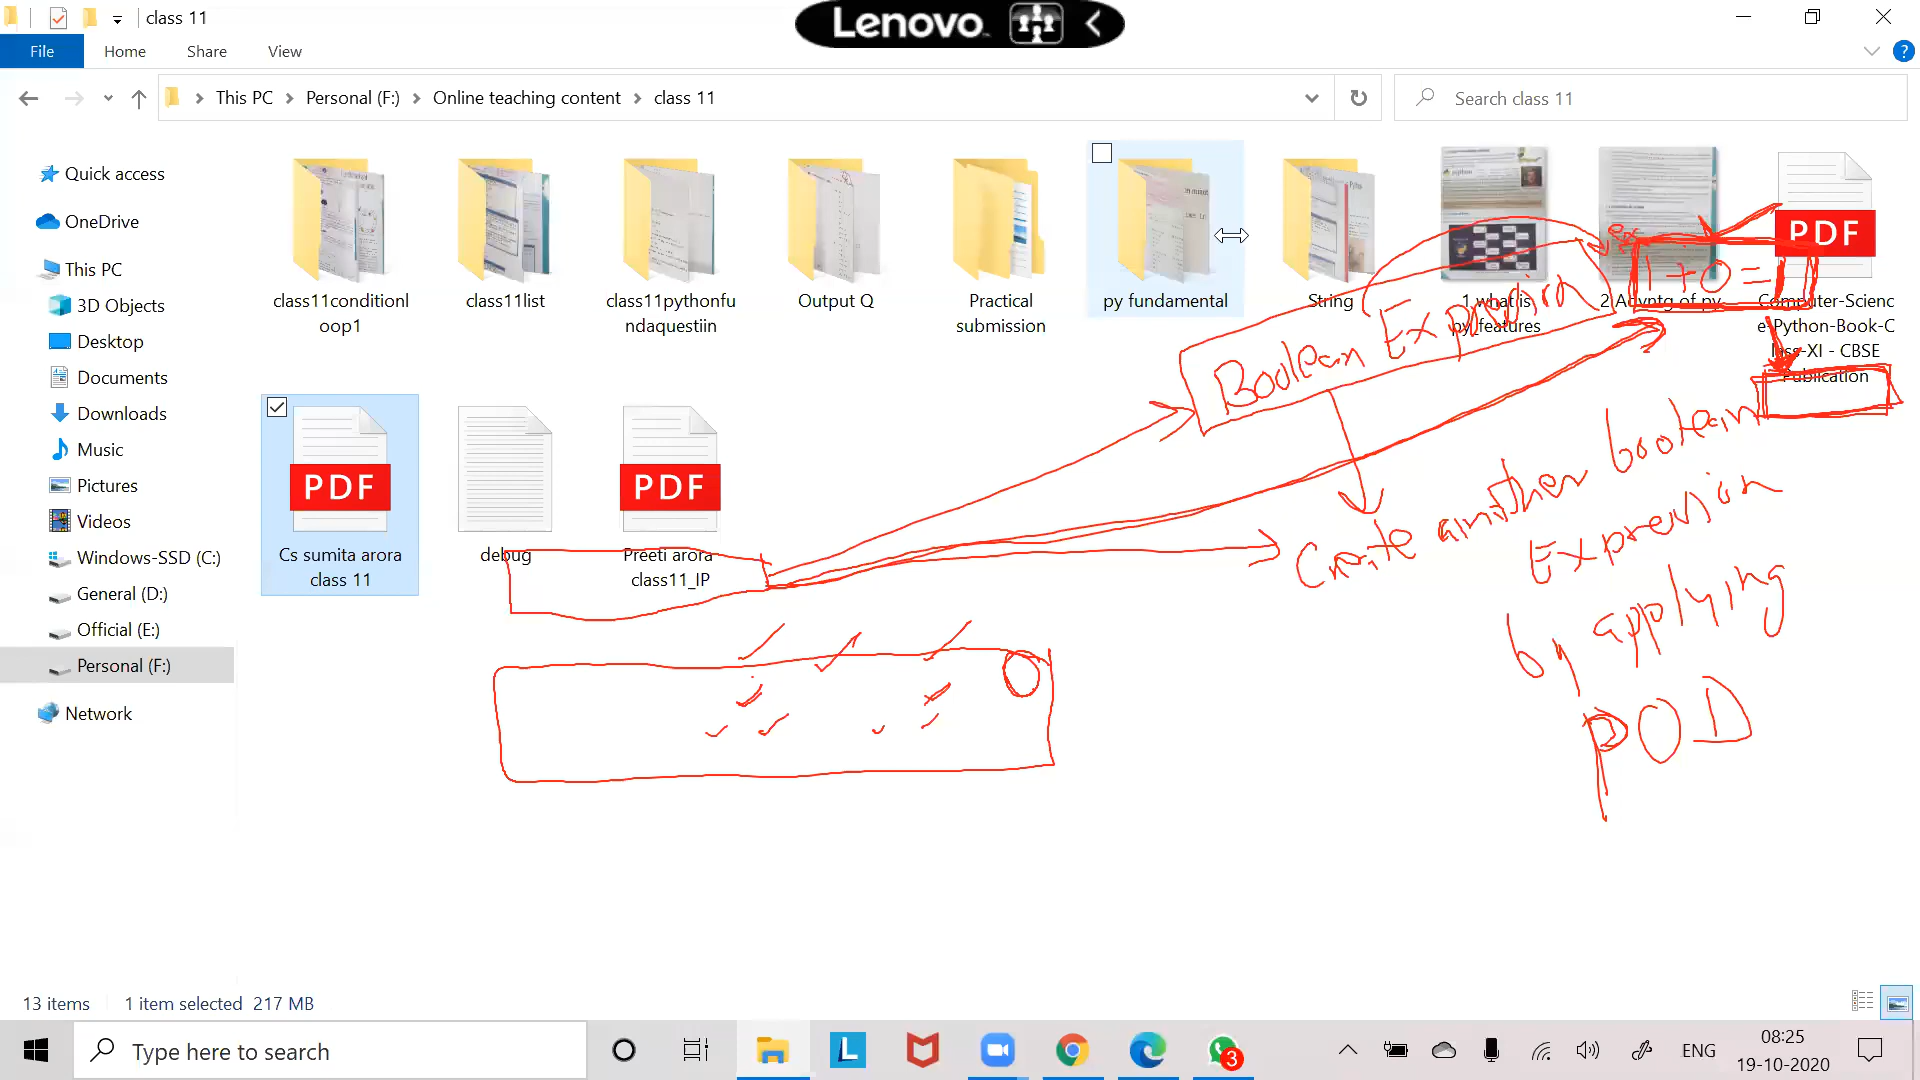 class 11
Lenovo
File Home Share View
This PC Personal (F:) Online teaching content class 11
Search class 11
Quick access
OneDrive
This PC
3D Objects
Desktop
Documents
Downloads
Music
Pictures
Videos
Windows-SSD (C:)
General (D:)
Official (E:)
Personal (F:)
Network
class11conditionl
oop1
class11list
class11pythonfu
ndaquestiin
Output Q
Practical
submission
py fundamental
String
1 what is
py features
2 Advntg of py
Computer-Scienc
e-Python-Book-C
lass-XI - CBSE
Publication
PDF
PDF
Cs sumita arora
class 11
debug
PDF
Preeti arora
class11_IP
ex
1 + 0 = 1
Boolean Expression
Create another boolean
Expression
by applying
POD
13 items 1 item selected 217 MB
Type here to search
L
3
ENG
08:25
19-10-2020